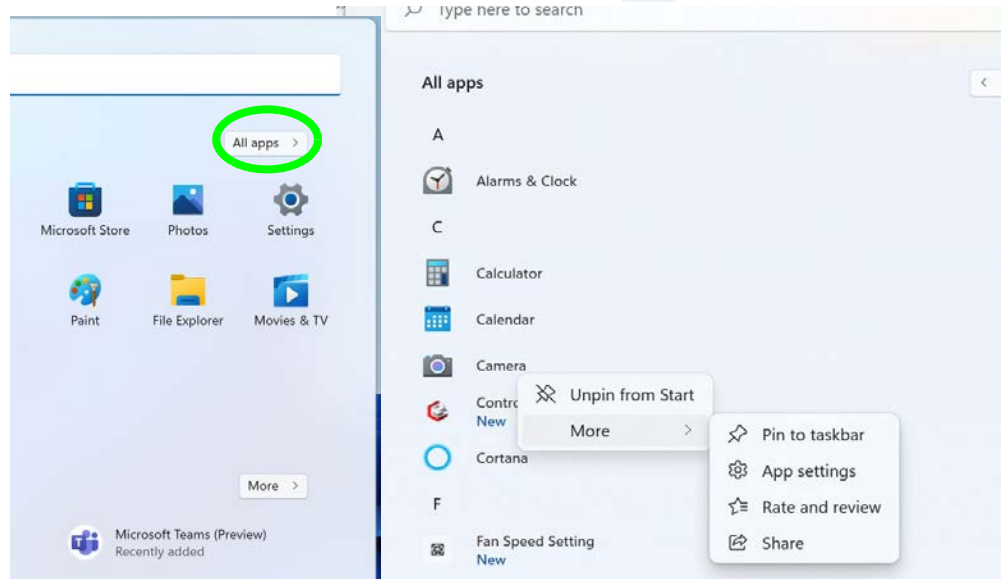 All apps >
Microsoft Store
Photos
Settings
Paint
File Explorer
Movies & TV
More >
Microsoft Teams (Preview)
Recently added
Type here to search
All apps
<
A
Alarms & Clock
C
Calculator
Calendar
Camera
Unpin from Start
New
More >
Cortana
Pin to taskbar
App settings
Rate and review
Share
F
Fan Speed Setting
New